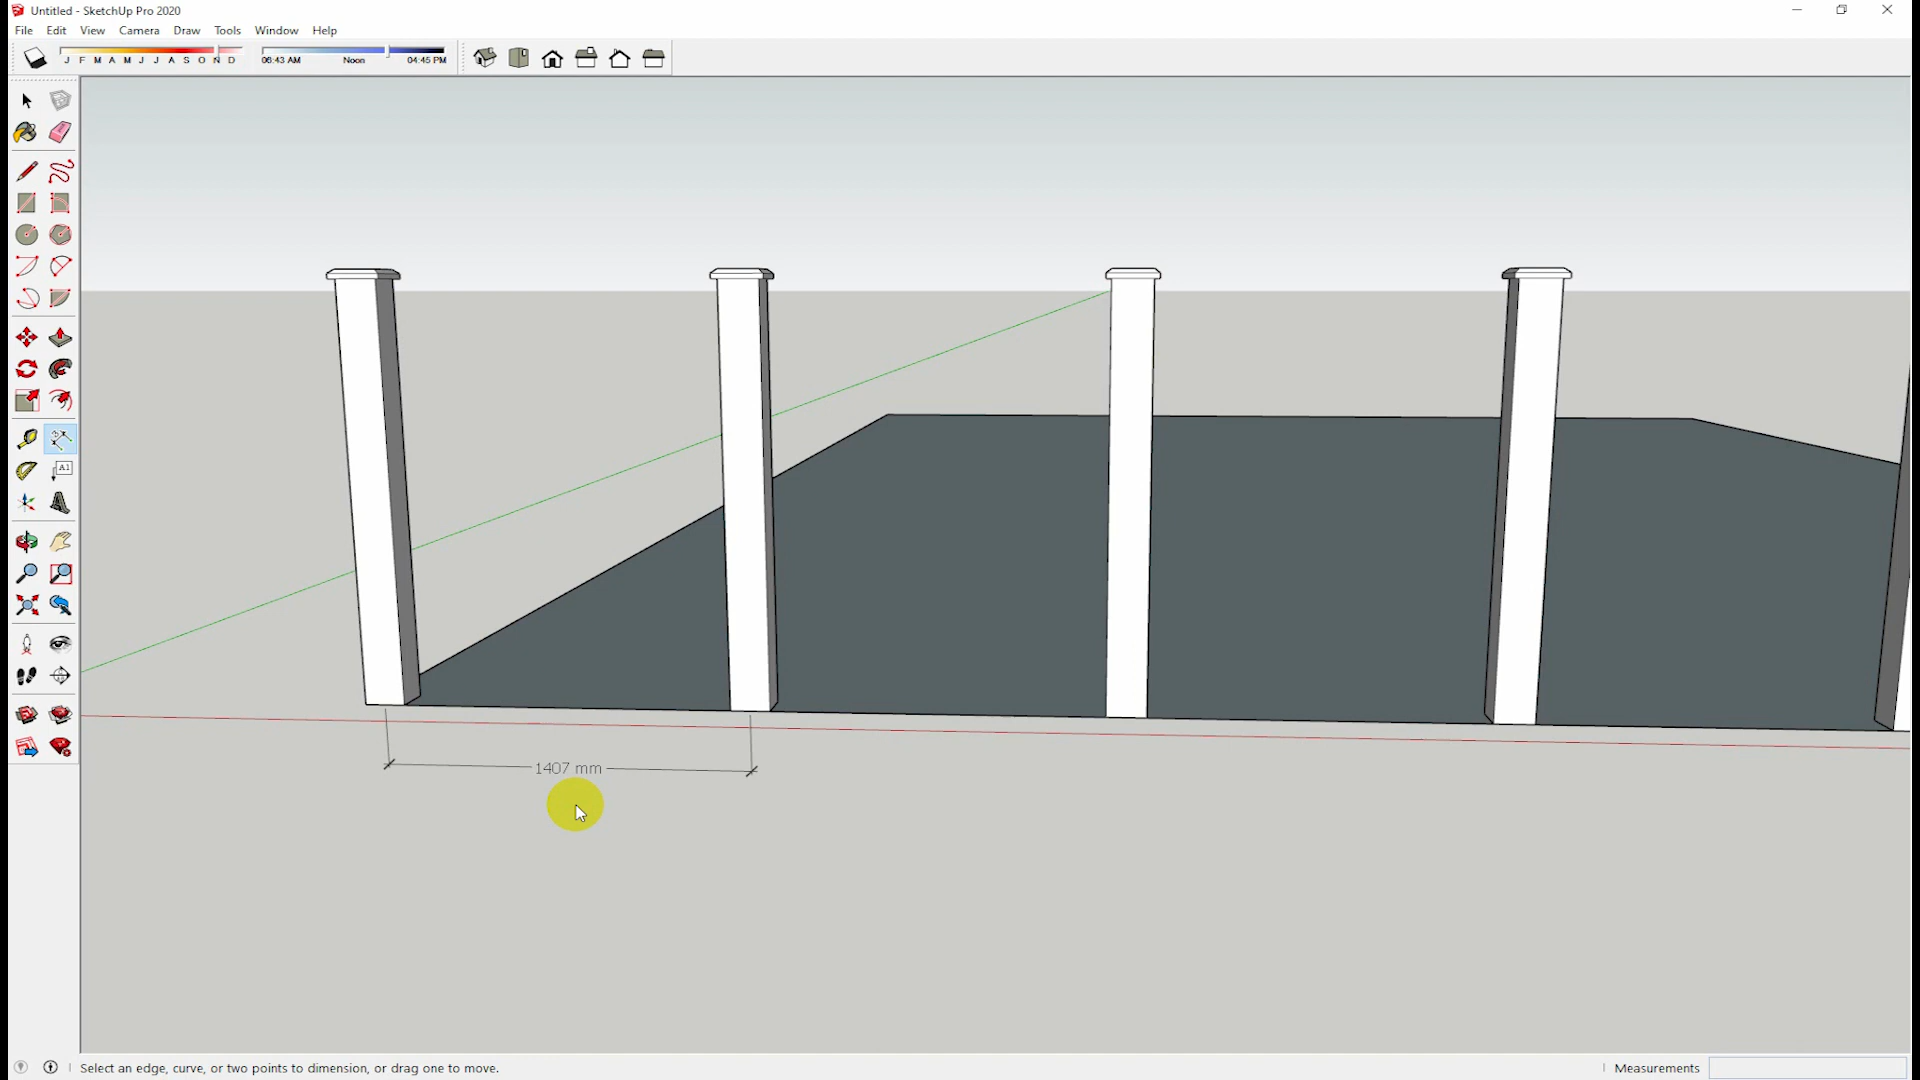 Untitled - SketchUp Pro 2020
File Edit View Camera Draw Tools Window Help
J F M A M J J A S O N D 06:43 AM Noon 04:45 PM
A1
1407 mm
Select an edge, curve, or two points to dimension, or drag one to move. Measurements